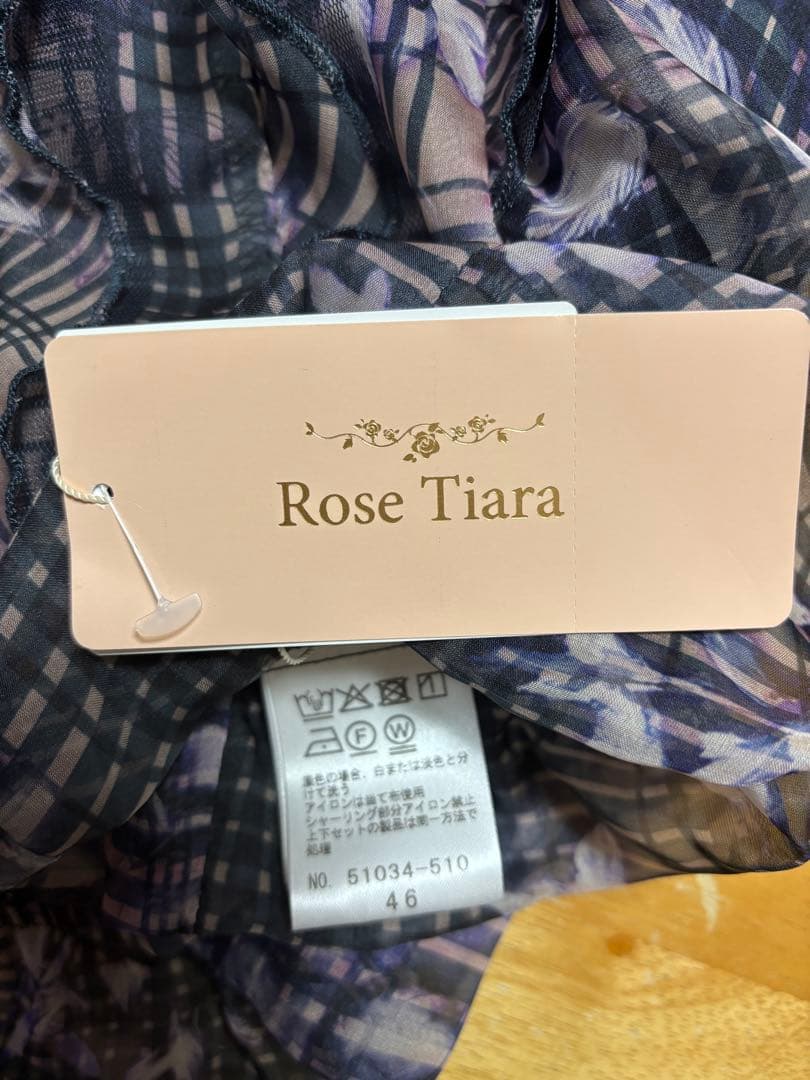 Rose Tiara
F W
濃色の場合、白または淡色と分
けて洗う
アイロンは当て布使用
シャーリング部分アイロン禁止
上下セットの製品は同一方法で
処理
NO. 51034-510
46